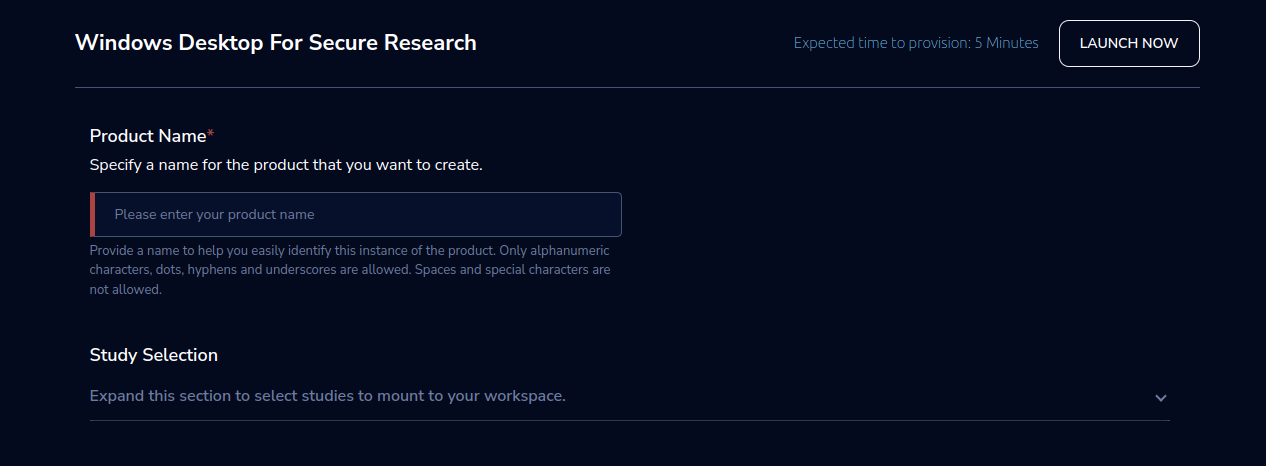 Windows Desktop For Secure Research
Expected time to provision: 5 Minutes
LAUNCH NOW
Product Name*
Specify a name for the product that you want to create.
Please enter your product name
Provide a name to help you easily identify this instance of the product. Only alphanumeric
characters, dots, hyphens and underscores are allowed. Spaces and special characters are
not allowed.
Study Selection
Expand this section to select studies to mount to your workspace.